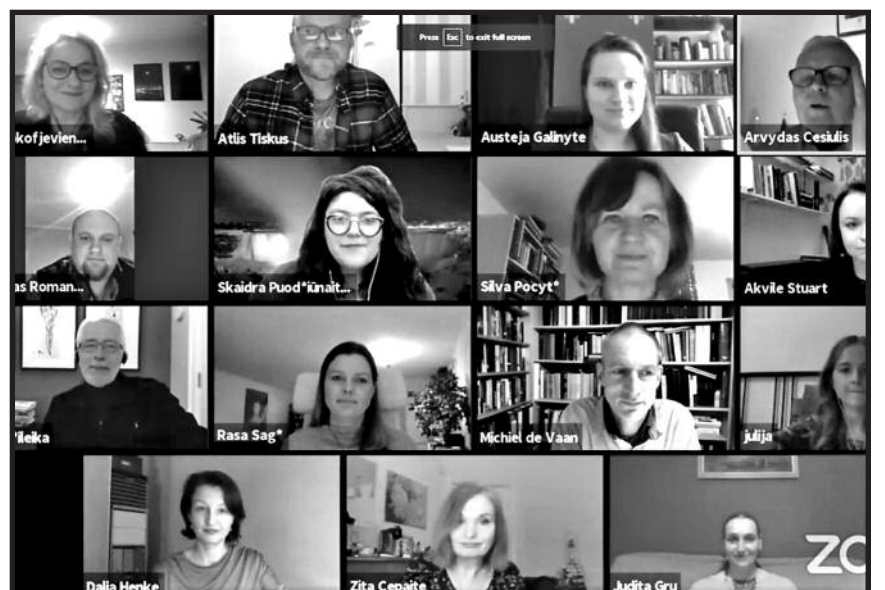 Press Esc to exit full screen
kofjevien...
Atlis Tiskus
Austeja Galinyte
Arvydas Cesiulis
as Roman...
Skaidra Puod*iūnait...
Silva Pocyt*
Akvile Stuart
Pileika
Rasa Sag*
Michiel de Vaan
julija
Dalia Henke
Zita Cepaite
Judita Gru
ZO